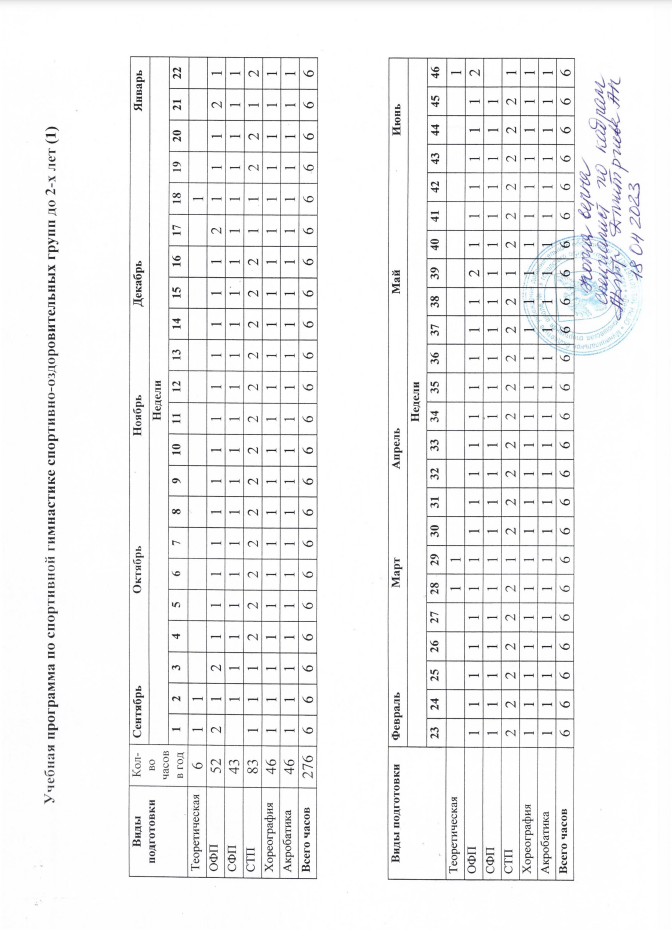 Учебная программа по спортивной гимнастике спортивно-оздоровительных групп до 2-х лет (1)
Виды подготовки Кол-во часов в год Сентябрь Октябрь Ноябрь Декабрь Январь
Недели
1 2 3 4 5 6 7 8 9 10 11 12 13 14 15 16 17 18 19 20 21 22
Теоретическая 6 1 1 1
ОФП 52 2 1 2 1 1 1 1 1 1 1 1 1 1 1 1 1 2 1 1 1 2 1
СФП 43 1 1 1 1 1 1 1 1 1 1 1 1 1 1 1 1 1 1 1 1
СТП 83 1 1 1 2 2 2 2 2 2 2 2 2 2 2 2 2 1 1 2 2 1 2
Хореография 46 1 1 1 1 1 1 1 1 1 1 1 1 1 1 1 1 1 1 1 1 1 1
Акробатика 46 1 1 1 1 1 1 1 1 1 1 1 1 1 1 1 1 1 1 1 1 1 1
Всего часов 276 6 6 6 6 6 6 6 6 6 6 6 6 6 6 6 6 6 6 6 6 6 6
Виды подготовки Февраль Март Апрель Май Июнь
Недели
23 24 25 26 27 28 29 30 31 32 33 34 35 36 37 38 39 40 41 42 43 44 45 46
Теоретическая 1 1 1
ОФП 1 1 1 1 1 1 1 1 1 1 1 1 1 1 1 1 2 1 1 1 1 1 1 2
СФП 1 1 1 1 1 1 1 1 1 1 1 1 1 1 1 1 1 1 1 1 1 1 1
СТП 2 2 2 2 2 2 1 2 2 2 2 2 2 2 2 2 1 2 2 2 2 2 2 1
Хореография 1 1 1 1 1 1 1 1 1 1 1 1 1 1 1 1 1 1 1 1 1 1 1 1
Акробатика 1 1 1 1 1 1 1 1 1 1 1 1 1 1 1 1 1 1 1 1 1 1 1 1
Всего часов 6 6 6 6 6 6 6 6 6 6 6 6 6 6 6 6 6 6 6 6 6 6 6 6
копия верна
специалист по кадрам
18 04 2023